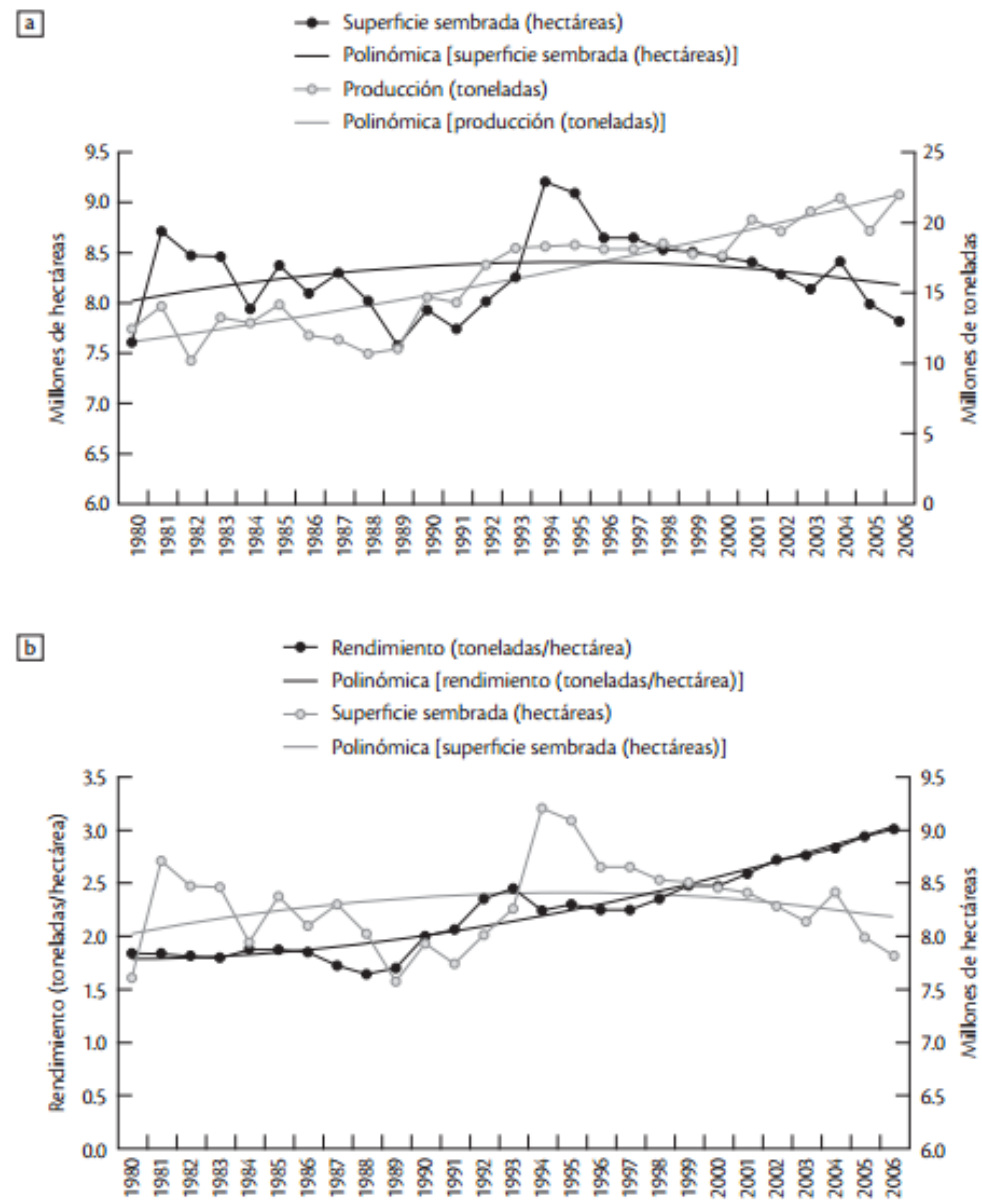 a
Superficie sembrada (hectáreas)
Polinómica [superficie sembrada (hectáreas)]
Producción (toneladas)
Polinómica [producción (toneladas)]
Millones de hectáreas
9.5
9.0
8.5
8.0
7.5
7.0
6.5
6.0
25
20
15
10
5
0
Millones de toneladas
1980 1981 1982 1983 1984 1985 1986 1987 1988 1989 1990 1991 1992 1993 1994 1995 1996 1997 1998 1999 2000 2001 2002 2003 2004 2005 2006
b
Rendimiento (toneladas/hectárea)
Polinómica [rendimiento (toneladas/hectárea)]
Superficie sembrada (hectáreas)
Polinómica [superficie sembrada (hectáreas)]
Rendimiento (toneladas/hectárea)
3.5
3.0
2.5
2.0
1.5
1.0
0.5
0.0
9.5
9.0
8.5
8.0
7.5
7.0
6.5
6.0
Millones de hectáreas
1980 1981 1982 1983 1984 1985 1986 1987 1988 1989 1990 1991 1992 1993 1994 1995 1996 1997 1998 1999 2000 2001 2002 2003 2004 2005 2006